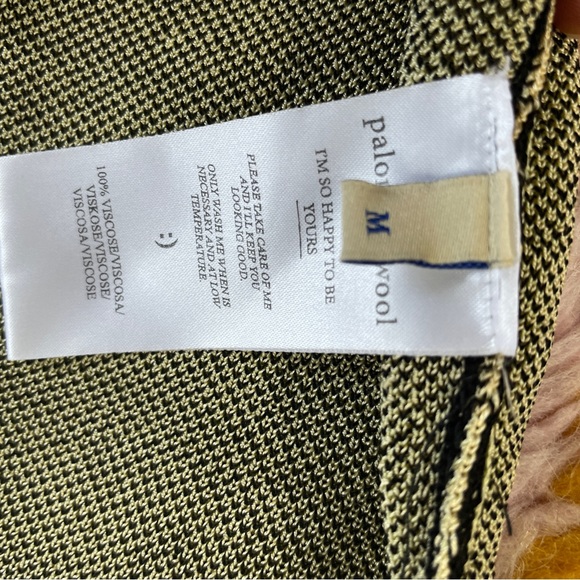 palo
wool
M
I'M SO HAPPY TO BE
YOURS
PLEASE TAKE CARE OF ME
AND I'LL KEEP YOU
LOOKING GOOD.
ONLY WASH ME WHEN IS
NECESSARY AND AT LOW
TEMPERATURE.
:)
100% VISCOSE/VISCOSA/
VISKOSE/VISCOSE/
VISCOSA/VISCOSE